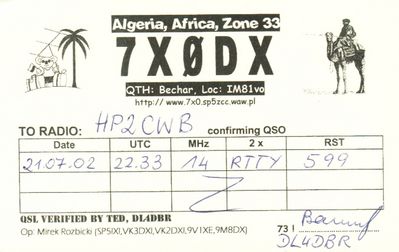 Algeria, Africa, Zone 33
7XØDX
QTH: Bechar, Loc: IM81vo
http://www.7x0.sp5zcc.waw.pl
TO RADIO: HP2CWB confirming QSO
Date UTC MHz 2 x RST
21.07.02 22.33 14 RTTY 599
QSL VERIFIED BY TED, DL4DBR
Op: Mirek Rozbicki (SP5IXI,VK3DXI,VK2DXI,9V1XE,9M8DX)
73 !
DL4DBR